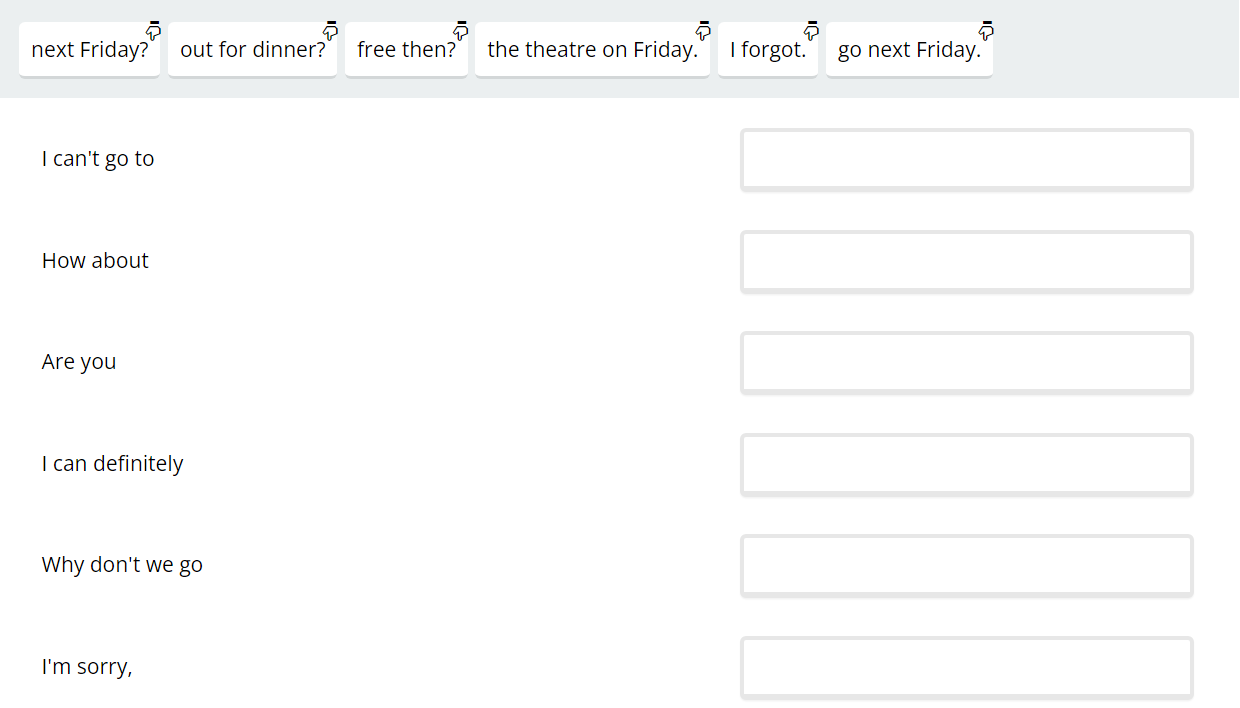 next Friday? out for dinner? free then? the theatre on Friday. I forgot. go next Friday.
I can't go to
How about
Are you
I can definitely
Why don't we go
I'm sorry,